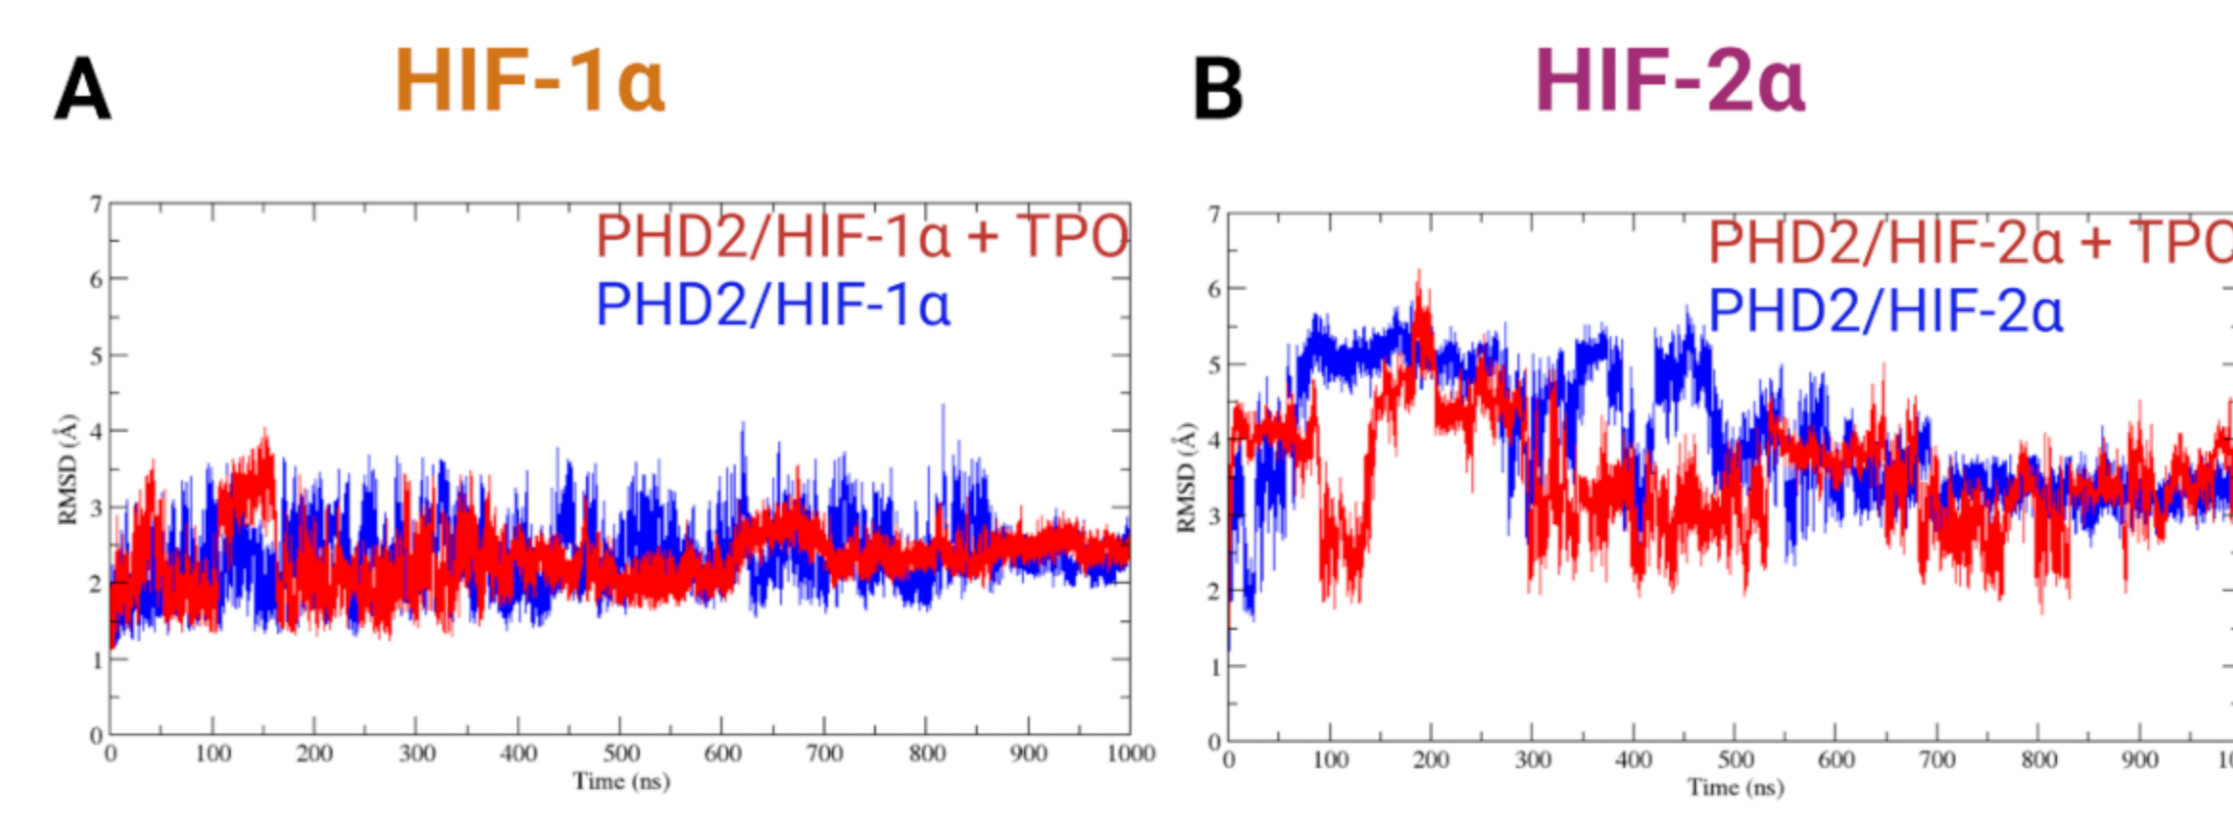 A
HIF-1α
PHD2/HIF-1α + TPO
PHD2/HIF-1α
RMSD (Å)
7
6
5
4
3
2
1
0
0 100 200 300 400 500 600 700 800 900 1000
Time (ns)
B
HIF-2α
PHD2/HIF-2α + TPO
PHD2/HIF-2α
RMSD (Å)
7
6
5
4
3
2
1
0
0 100 200 300 400 500 600 700 800 900
Time (ns)